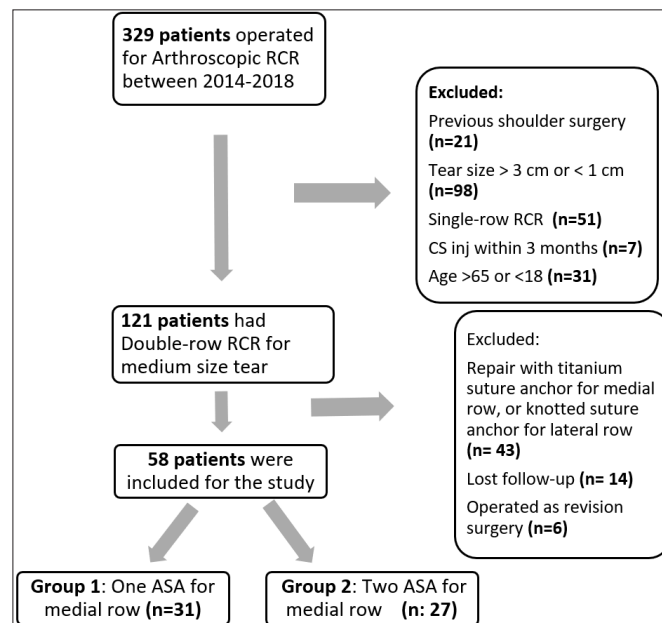 329 patients operated
for Arthroscopic RCR
between 2014-2018
Excluded:
Previous shoulder surgery
(n=21)
Tear size > 3 cm or < 1 cm
(n=98)
Single-row RCR (n=51)
CS inj within 3 months (n=7)
Age >65 or <18 (n=31)
121 patients had
Double-row RCR for
medium size tear
Excluded:
Repair with titanium
suture anchor for medial
row, or knotted suture
anchor for lateral row
(n= 43)
Lost follow-up (n= 14)
Operated as revision
surgery (n=6)
58 patients were
included for the study
Group 1: One ASA for
medial row (n=31)
Group 2: Two ASA for
medial row (n: 27)